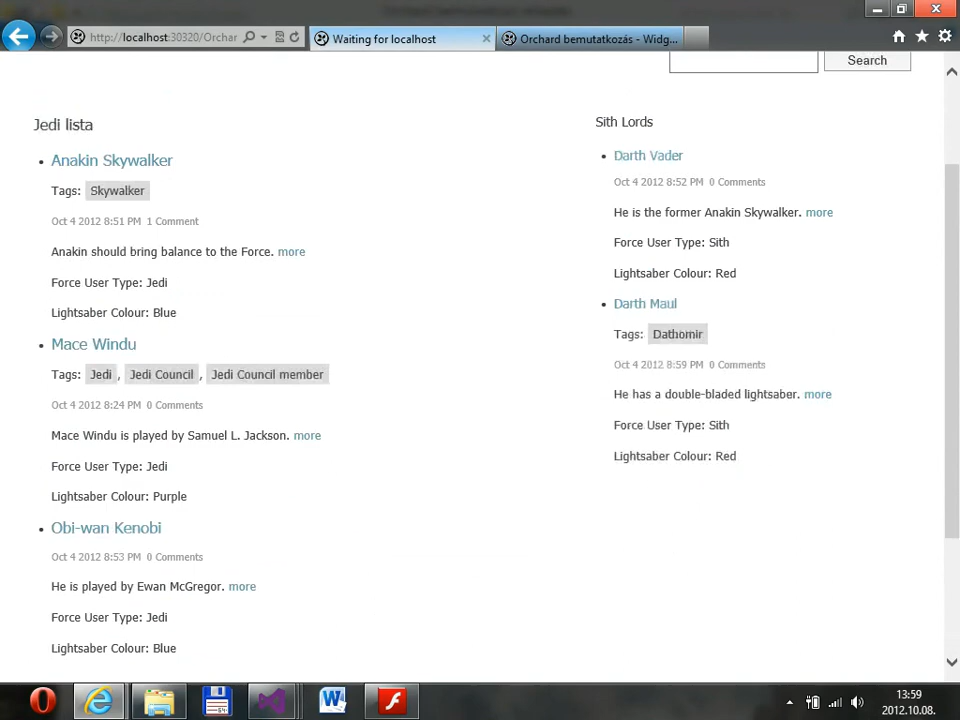 http://localhost:30320/Orchar
Waiting for localhost
Orchard bemutatkozás - Widg...
Search
Jedi lista
Anakin Skywalker
Tags: Skywalker
Oct 4 2012 8:51 PM 1 Comment
Anakin should bring balance to the Force. more
Force User Type: Jedi
Lightsaber Colour: Blue
Mace Windu
Tags: Jedi , Jedi Council , Jedi Council member
Oct 4 2012 8:24 PM 0 Comments
Mace Windu is played by Samuel L. Jackson. more
Force User Type: Jedi
Lightsaber Colour: Purple
Obi-wan Kenobi
Oct 4 2012 8:53 PM 0 Comments
He is played by Ewan McGregor. more
Force User Type: Jedi
Lightsaber Colour: Blue
Sith Lords
Darth Vader
Oct 4 2012 8:52 PM 0 Comments
He is the former Anakin Skywalker. more
Force User Type: Sith
Lightsaber Colour: Red
Darth Maul
Tags: Dathomir
Oct 4 2012 8:59 PM 0 Comments
He has a double-bladed lightsaber. more
Force User Type: Sith
Lightsaber Colour: Red
13:59
2012.10.08.